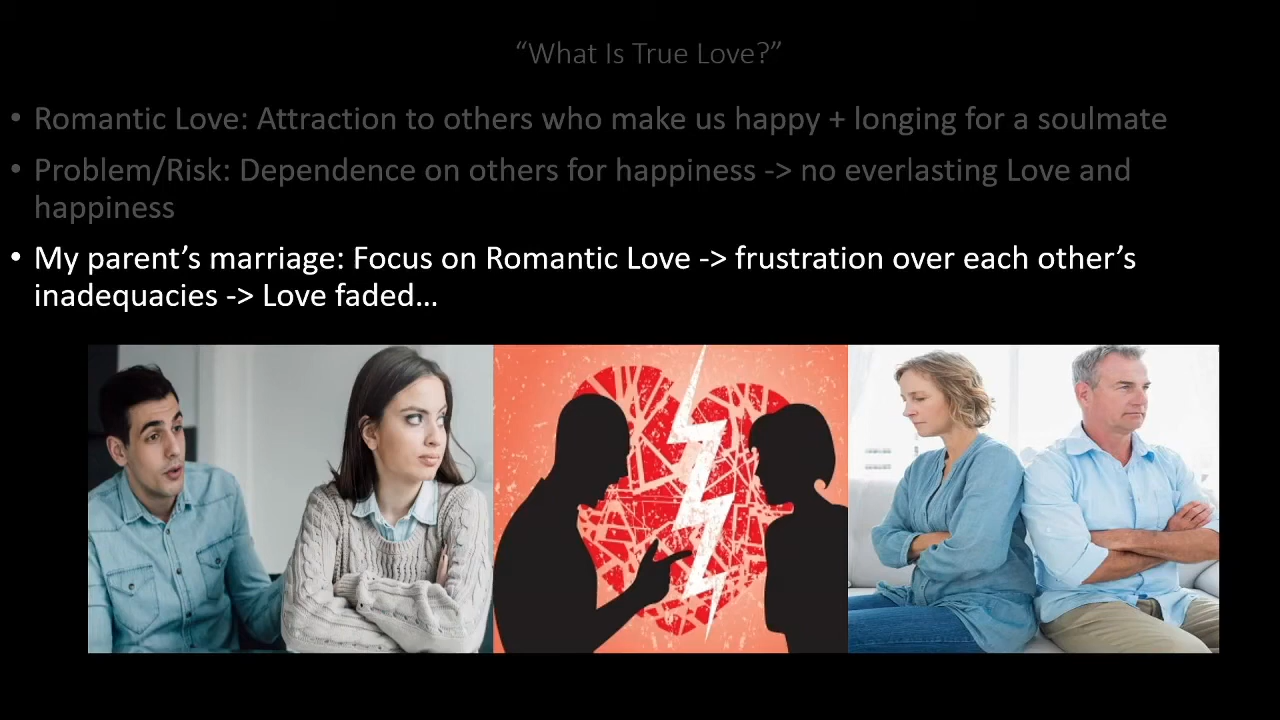 “What Is True Love?”
• Romantic Love: Attraction to others who make us happy + longing for a soulmate
• Problem/Risk: Dependence on others for happiness -> no everlasting Love and
happiness
• My parent’s marriage: Focus on Romantic Love -> frustration over each other’s
inadequacies -> Love faded…